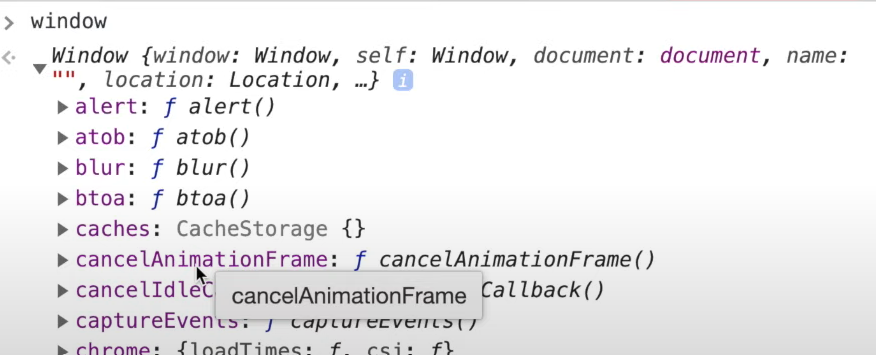 > window
<· ▼ Window {window: Window, self: Window, document: document, name:
"", location: Location, …} i
▶ alert: ƒ alert()
▶ atob: ƒ atob()
▶ blur: ƒ blur()
▶ btoa: ƒ btoa()
▶ caches: CacheStorage {}
▶ cancelAnimationFrame: ƒ cancelAnimationFrame()
▶ cancelIdleC
cancelAnimationFrame
Callback()
▶ captureEvents: ƒ captureEvents()
▶ chrome: {loadTimes: ƒ, csi: ƒ}